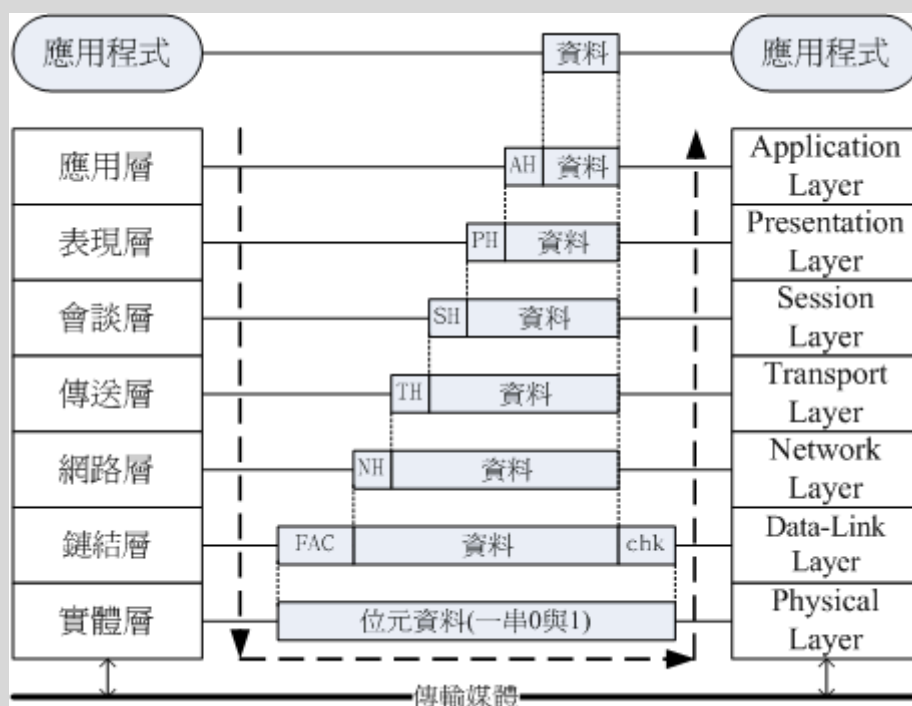 應用程式 資料 應用程式
應用層 AH 資料 Application
Layer
表現層 PH 資料 Presentation
Layer
會談層 SH 資料 Session
Layer
傳送層 TH 資料 Transport
Layer
網路層 NH 資料 Network
Layer
鏈結層 FAC 資料 chk Data-Link
Layer
實體層 位元資料(一串0與1) Physical
Layer
傳輸媒體